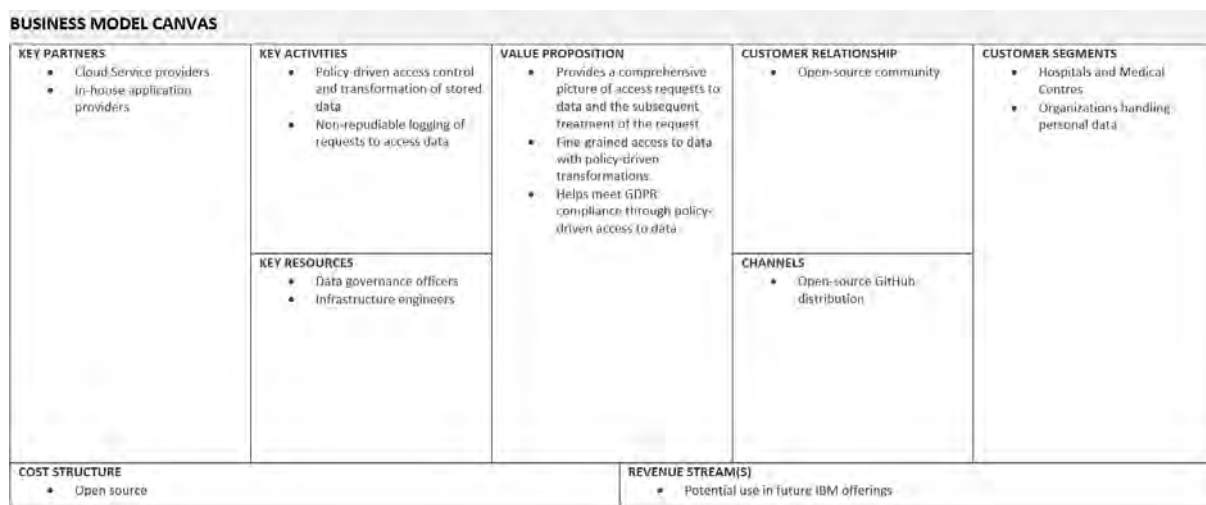 BUSINESS MODEL CANVAS
KEY PARTNERS
• Cloud Service providers
• In-house application
providers
KEY ACTIVITIES
• Policy-driven access control
and transformation of stored
data
• Non-repudiable logging of
requests to access data
KEY RESOURCES
• Data governance officers
• Infrastructure engineers
VALUE PROPOSITION
• Provides a comprehensive
picture of access requests to
data and the subsequent
treatment of the request
• Fine grained access to data
with policy-driven
transformations.
• Helps meet GDPR
compliance through policy-
driven access to data
CUSTOMER RELATIONSHIP
• Open-source community
CHANNELS
• Open-source GitHub
distribution
CUSTOMER SEGMENTS
• Hospitals and Medical
Centres
• Organizations handling
personal data
COST STRUCTURE
• Open source
REVENUE STREAM(S)
• Potential use in future IBM offerings